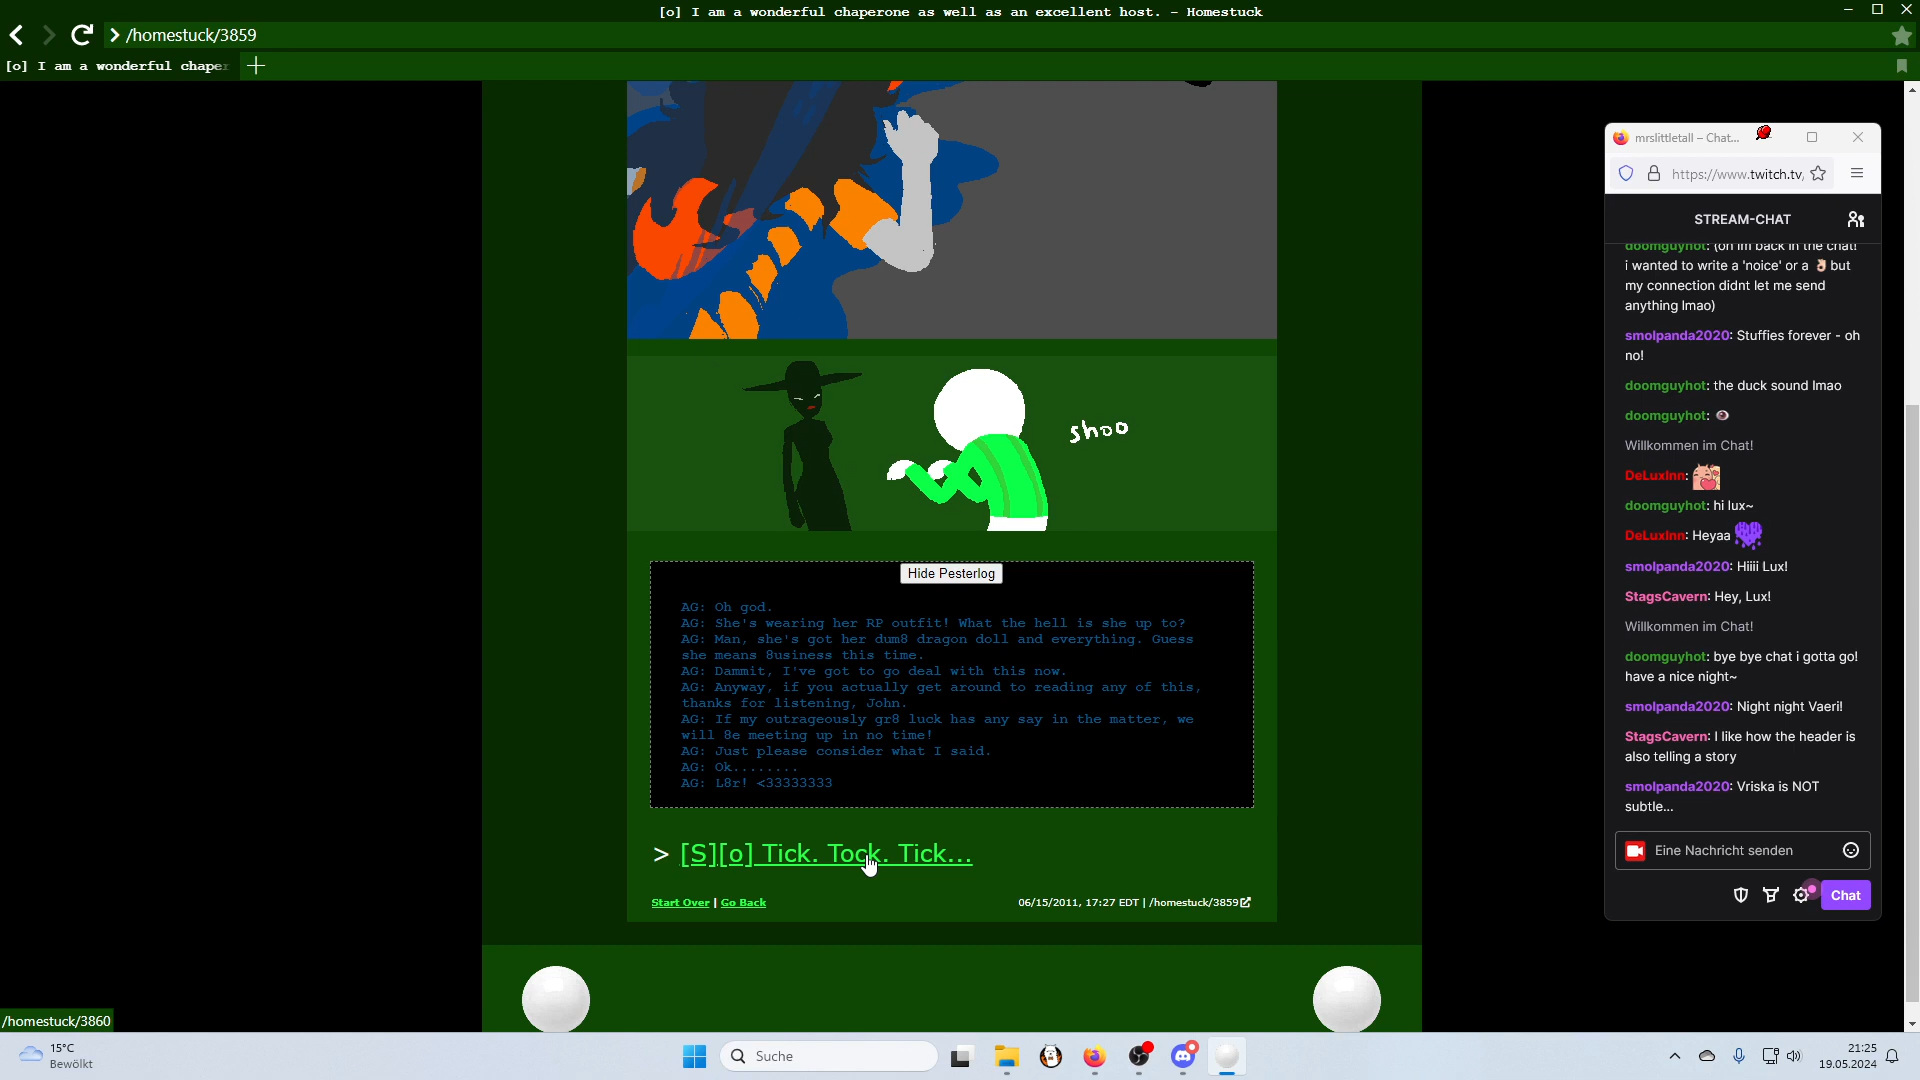 [o] I am a wonderful chaperone as well as an excellent host. - Homestuck
/homestuck/3859
[o] I am a wonderful chaper
shoo
Hide Pesterlog
AG: Oh god.
AG: She's wearing her RP outfit! What the hell is she up to?
AG: Man, she's got her dum8 dragon doll and everything. Guess
she means 8usiness this time.
AG: Dammit, I've got to go deal with this now.
AG: Anyway, if you actually get around to reading any of this,
thanks for listening, John.
AG: If my outrageously gr8 luck has any say in the matter, we
will 8e meeting up in no time!
AG: Just please consider what I said.
AG: Ok........
AG: L8r! <33333333
> [S][o] Tick. Tock. Tick...
Start Over | Go Back
06/15/2011, 17:27 EDT | /homestuck/3859
/homestuck/3860
mrslittletall – Chat...
https://www.twitch.tv/
STREAM-CHAT
doomguyhot: (oh im back in the chat!
i wanted to write a 'noice' or a 👌 but
my connection didnt let me send
anything lmao)
smolpanda2020: Stuffies forever - oh
no!
doomguyhot: the duck sound lmao
doomguyhot: 👁
Willkommen im Chat!
DeLuxInn:
doomguyhot: hi lux~
DeLuxInn: Heyaa
smolpanda2020: Hiiii Lux!
StagsCavern: Hey, Lux!
Willkommen im Chat!
doomguyhot: bye bye chat i gotta go!
have a nice night~
smolpanda2020: Night night Vaeri!
StagsCavern: I like how the header is
also telling a story
smolpanda2020: Vriska is NOT
subtle...
Eine Nachricht senden
Chat
15°C
Bewölkt
Suche
21:25
19.05.2024